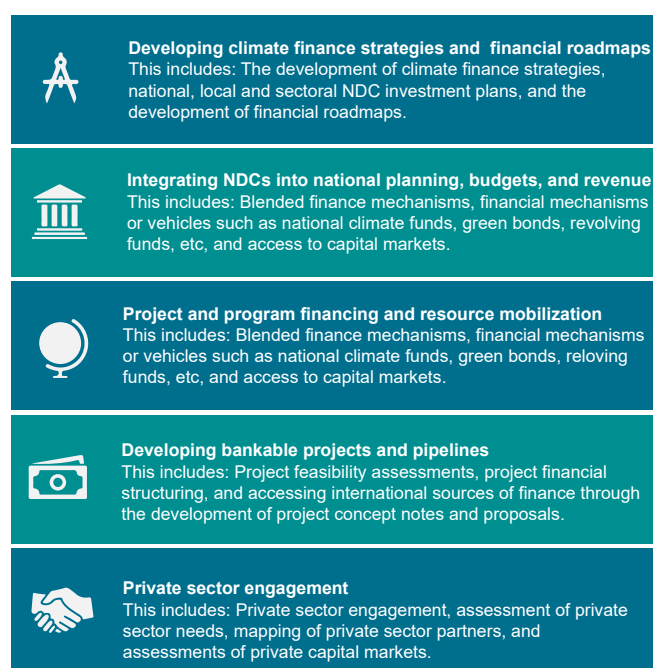 Developing climate finance strategies and financial roadmaps
This includes: The development of climate finance strategies,
national, local and sectoral NDC investment plans, and the
development of financial roadmaps.
Integrating NDCs into national planning, budgets, and revenue
This includes: Blended finance mechanisms, financial mechanisms
or vehicles such as national climate funds, green bonds, revolving
funds, etc, and access to capital markets.
Project and program financing and resource mobilization
This includes: Blended finance mechanisms, financial mechanisms
or vehicles such as national climate funds, green bonds, reloving
funds, etc, and access to capital markets.
Developing bankable projects and pipelines
This includes: Project feasibility assessments, project financial
structuring, and accessing international sources of finance through
the development of project concept notes and proposals.
Private sector engagement
This includes: Private sector engagement, assessment of private
sector needs, mapping of private sector partners, and
assessments of private capital markets.